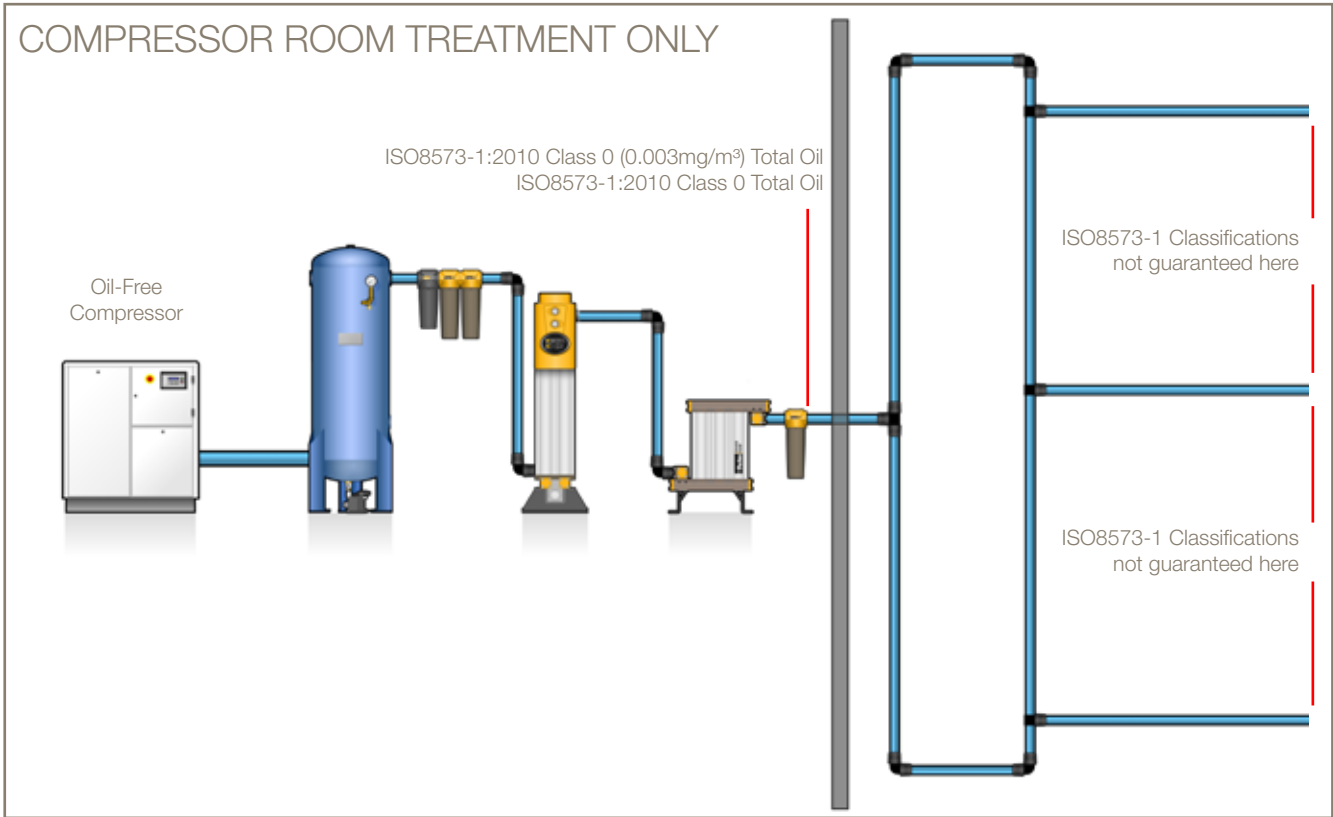 COMPRESSOR ROOM TREATMENT ONLY
ISO8573-1:2010 Class 0 (0.003mg/m³) Total Oil
ISO8573-1:2010 Class 0 Total Oil
Oil-Free
Compressor
ISO8573-1 Classifications
not guaranteed here
ISO8573-1 Classifications
not guaranteed here